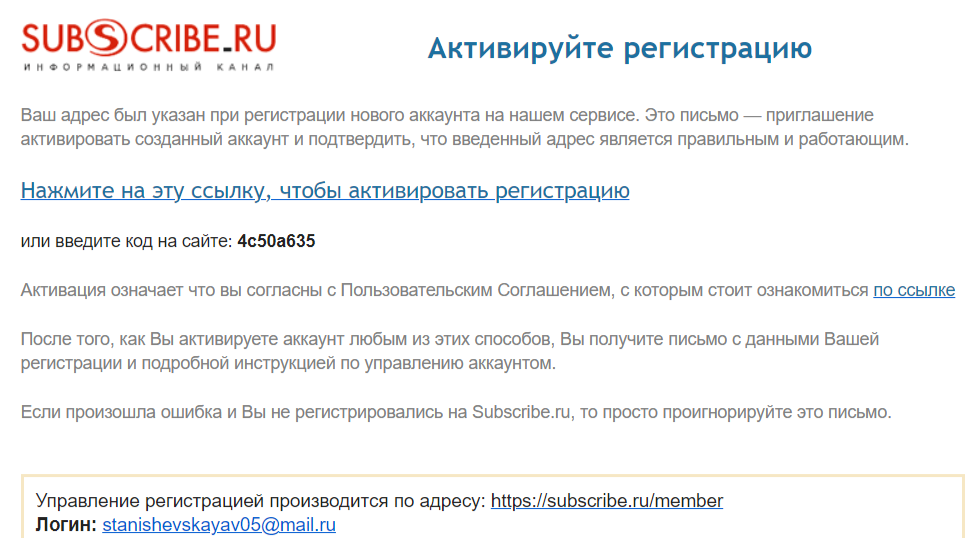 SUBSCRIBE.RU
ИНФОРМАЦИОННЫЙ КАНАЛ
Активируйте регистрацию
Ваш адрес был указан при регистрации нового аккаунта на нашем сервисе. Это письмо — приглашение
активировать созданный аккаунт и подтвердить, что введенный адрес является правильным и работающим.
Нажмите на эту ссылку, чтобы активировать регистрацию
или введите код на сайте: 4c50a635
Активация означает что вы согласны с Пользовательским Соглашением, с которым стоит ознакомиться по ссылке
После того, как Вы активируете аккаунт любым из этих способов, Вы получите письмо с данными Вашей
регистрации и подробной инструкцией по управлению аккаунтом.
Если произошла ошибка и Вы не регистрировались на Subscribe.ru, то просто проигнорируйте это письмо.
Управление регистрацией производится по адресу: https://subscribe.ru/member
Логин: stanishevskayav05@mail.ru